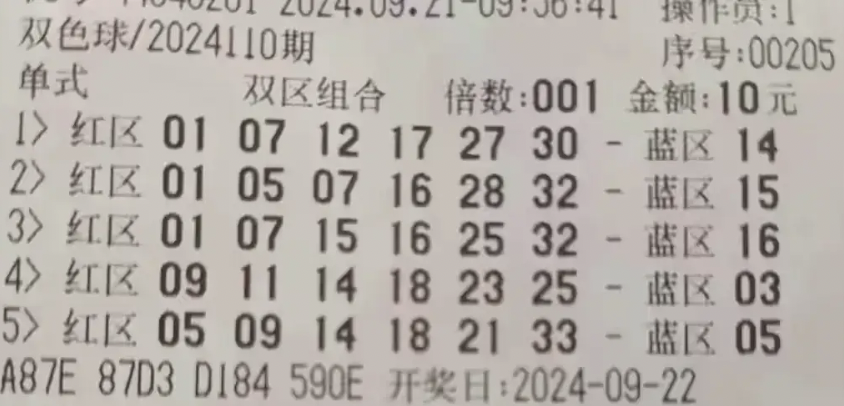 2024.09.21-09:56:41 操作员:1
双色球/2024110期 序号:00205
单式 双区组合 倍数:001 金额:10元
1> 红区 01 07 12 17 27 30 - 蓝区 14
2> 红区 01 05 07 16 28 32 - 蓝区 15
3> 红区 01 07 15 16 25 32 - 蓝区 16
4> 红区 09 11 14 18 23 25 - 蓝区 03
5> 红区 05 09 14 18 21 33 - 蓝区 05
A87E 87D3 D184 590E 开奖日:2024-09-22